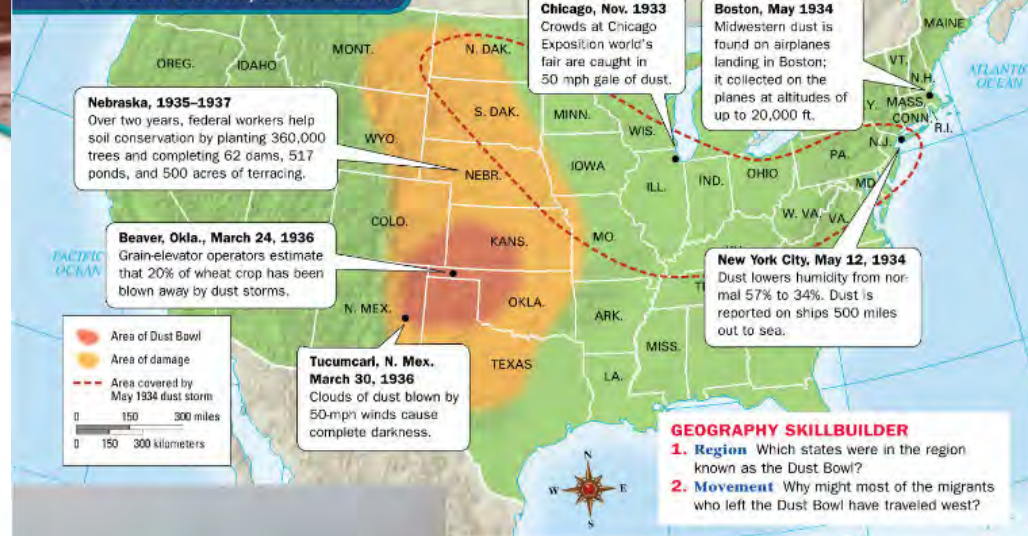 Chicago, Nov. 1933
Crowds at Chicago
Exposition world's
fair are caught in
50 mph gale of dust.
Boston, May 1934
Midwestern dust is
found on airplanes
landing in Boston;
it collected on the
planes at altitudes of
up to 20,000 ft.
MAINE
VT.
N.H.
ATLANTIC
OCEAN
OREG.
IDAHO
MONT.
N. DAK.
Nebraska, 1935–1937
Over two years, federal workers help
soil conservation by planting 360,000
trees and completing 62 dams, 517
ponds, and 500 acres of terracing.
WYO.
S. DAK.
MINN.
WIS.
Y.
MASS.
CONN.
R.I.
N.J.
PA.
NEBR.
IOWA
ILL.
IND.
OHIO
MD.
W. VA.
VA.
PACIFIC
OCEAN
Beaver, Okla., March 24, 1936
Grain-elevator operators estimate
that 20% of wheat crop has been
blown away by dust storms.
COLO.
KANS.
MO.
New York City, May 12, 1934
Dust lowers humidity from nor-
mal 57% to 34%. Dust is
reported on ships 500 miles
out to sea.
N. MEX.
OKLA.
ARK.
MISS.
TEXAS
LA.
Area of Dust Bowl
Area of damage
Area covered by
May 1934 dust storm
0 150 300 miles
0 150 300 kilometers
Tucumcari, N. Mex.
March 30, 1936
Clouds of dust blown by
50-mph winds cause
complete darkness.
N
W E
S
GEOGRAPHY SKILLBUILDER
1. Region Which states were in the region
known as the Dust Bowl?
2. Movement Why might most of the migrants
who left the Dust Bowl have traveled west?